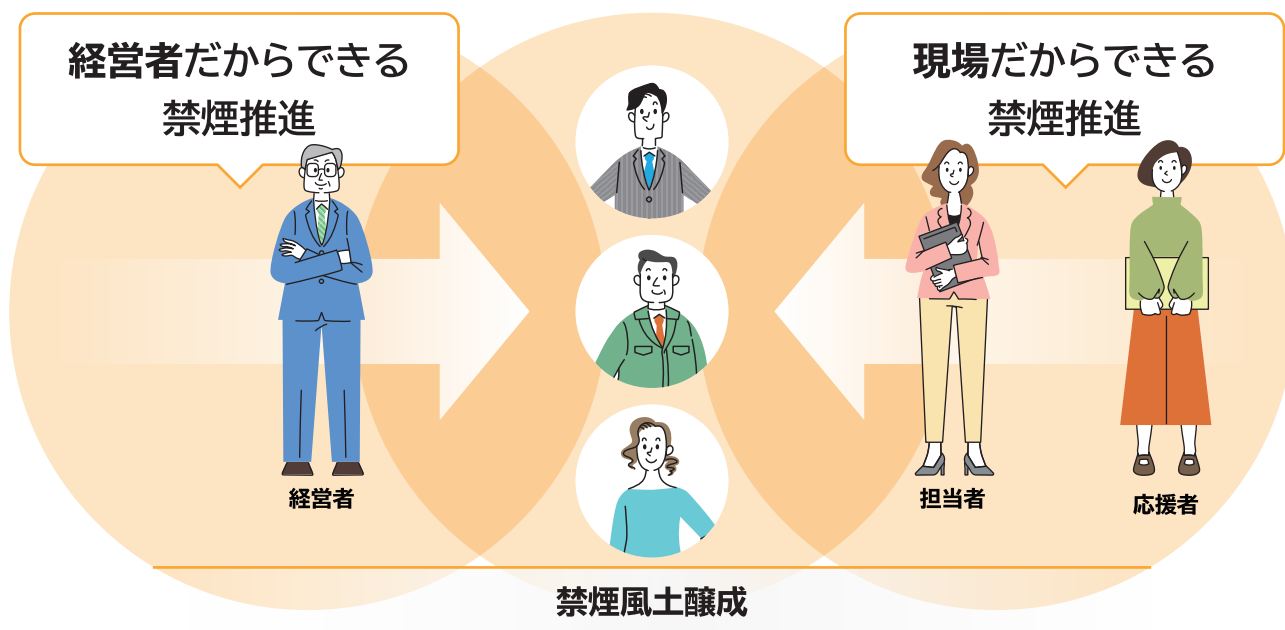 経営者だからできる
禁煙推進
現場だからできる
禁煙推進
経営者
担当者
応援者
禁煙風土醸成